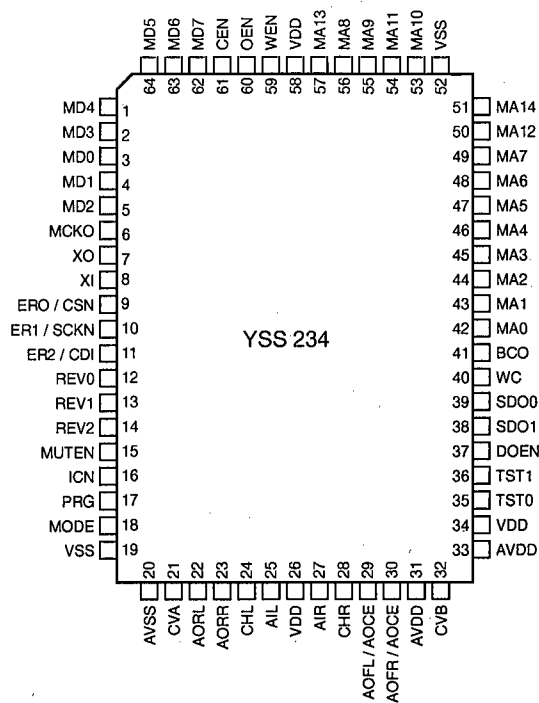 MD5 MD6 MD7 CEN OEN WEN VDD MA13 MA8 MA9 MA11 MA10 VSS
64 63 62 61 60 59 58 57 56 55 54 53 52
MD4 1
MD3 2
MD0 3
MD1 4
MD2 5
MCKO 6
XO 7
XI 8
ERO / CSN 9
ER1 / SCKN 10
ER2 / CDI 11
REV0 12
REV1 13
REV2 14
MUTEN 15
ICN 16
PRG 17
MODE 18
VSS 19
YSS 234
51 MA14
50 MA12
49 MA7
48 MA6
47 MA5
46 MA4
45 MA3
44 MA2
43 MA1
42 MA0
41 BCO
40 WC
39 SDO0
38 SDO1
37 DOEN
36 TST1
35 TST0
34 VDD
33 AVDD
20 21 22 23 24 25 26 27 28 29 30 31 32
AVSS CVA AORL AORR CHL AIL VDD AIR CHR AOFL / AOCE AOFR / AOCE AVDD CVB